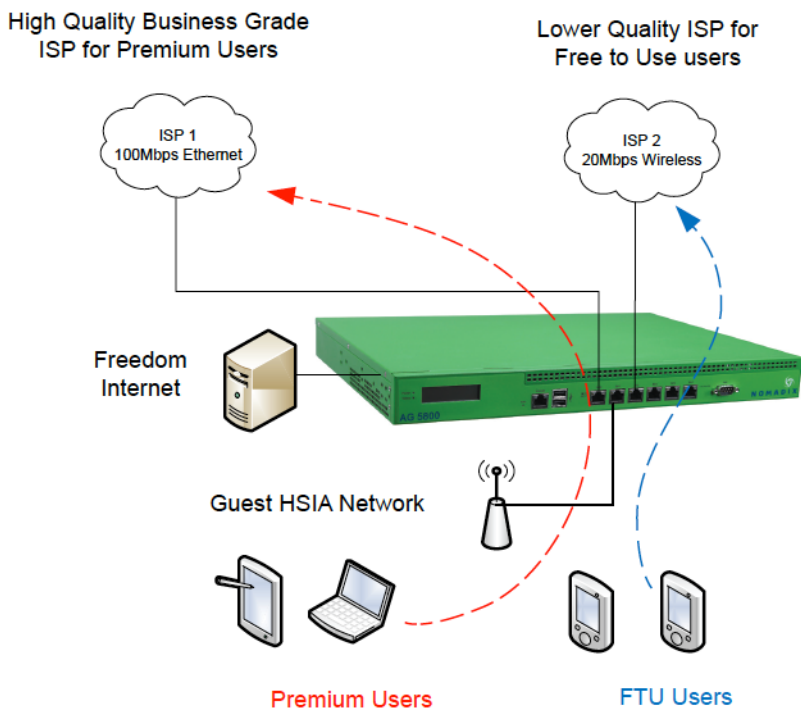 High Quality Business Grade
ISP for Premium Users
Lower Quality ISP for
Free to Use users
ISP 1
100Mbps Ethernet
ISP 2
20Mbps Wireless
Freedom
Internet
AG 5800
NOMADIX
Guest HSIA Network
Premium Users
FTU Users